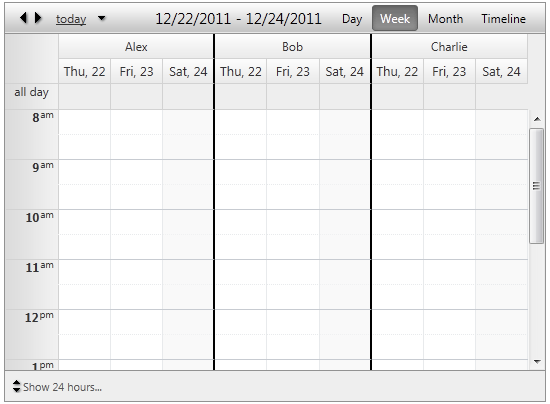 today 12/22/2011 - 12/24/2011 Day Week Month Timeline
Alex Bob Charlie
Thu, 22 Fri, 23 Sat, 24 Thu, 22 Fri, 23 Sat, 24 Thu, 22 Fri, 23 Sat, 24
all day
8am
9am
10am
11am
12pm
1pm
Show 24 hours...